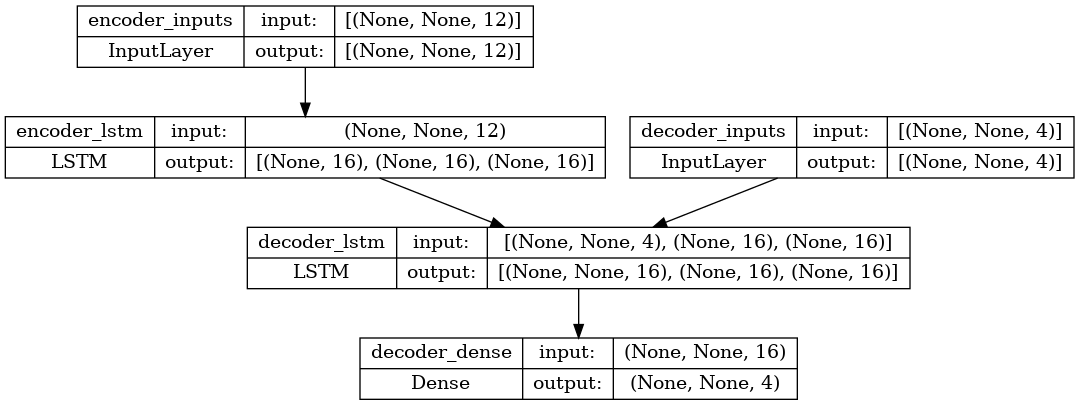 encoder_inputs input: [(None, None, 12)]
InputLayer output: [(None, None, 12)]
encoder_lstm input: (None, None, 12)
LSTM output: [(None, 16), (None, 16), (None, 16)]
decoder_inputs input: [(None, None, 4)]
InputLayer output: [(None, None, 4)]
decoder_lstm input: [(None, None, 4), (None, 16), (None, 16)]
LSTM output: [(None, None, 16), (None, 16), (None, 16)]
decoder_dense input: (None, None, 16)
Dense output: (None, None, 4)